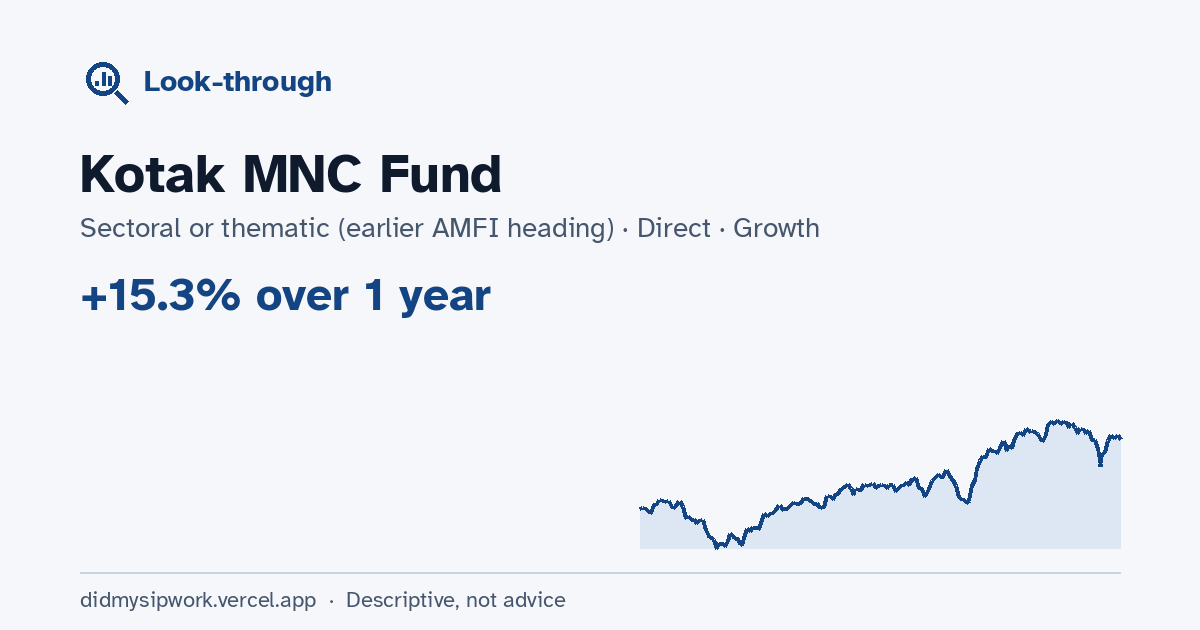 Look-through
Kotak MNC Fund
Sectoral or thematic (earlier AMFI heading) · Direct · Growth
+15.3% over 1 year
didmysipwork.vercel.app · Descriptive, not advice